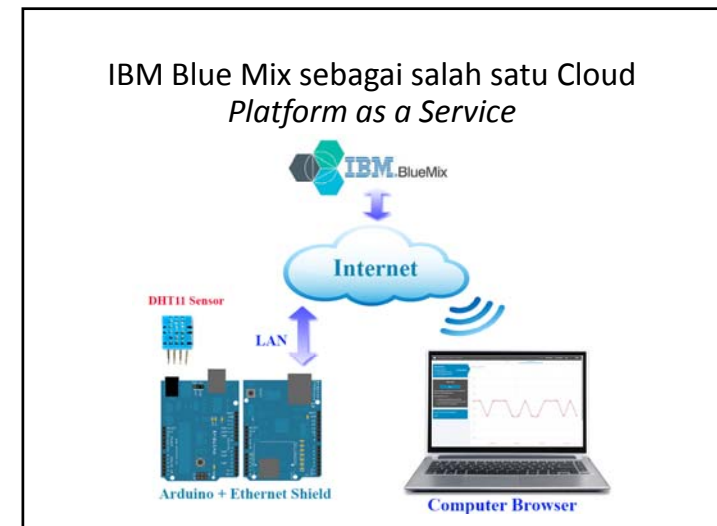 IBM Blue Mix sebagai salah satu Cloud
Platform as a Service
IBM. BlueMix
Internet
DHT11 Sensor
LAN
Arduino + Ethernet Shield
Computer Browser